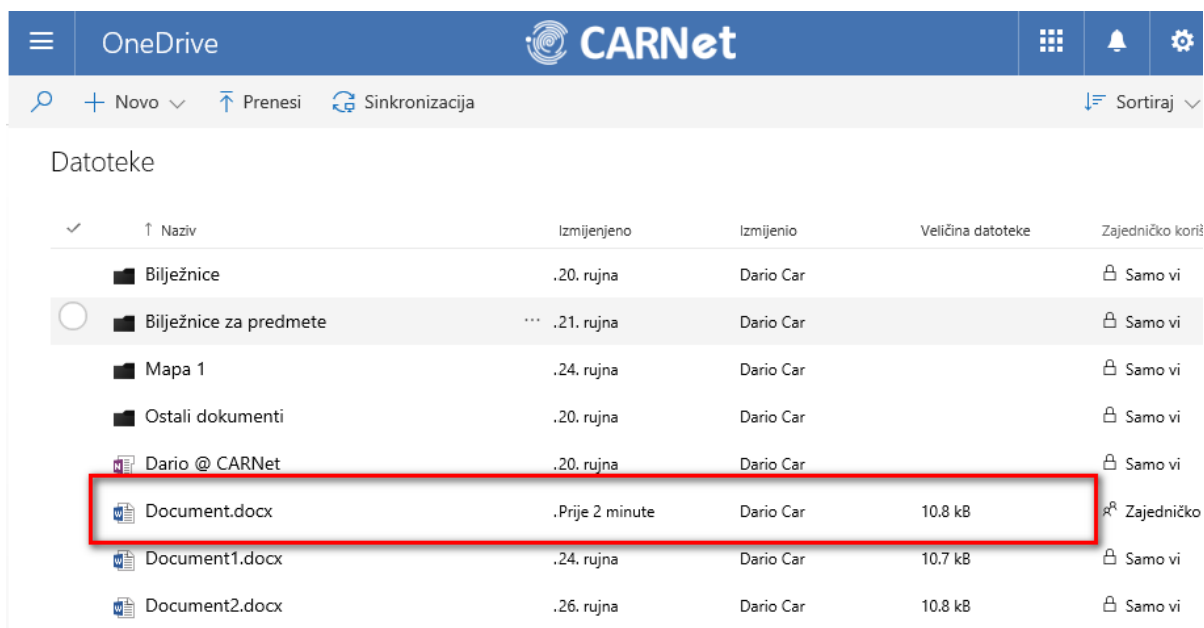 OneDrive CARNet
Novo Prenesi Sinkronizacija Sortiraj
Datoteke
↑ Naziv Izmijenjeno Izmijenio Veličina datoteke Zajedničko koriš
Bilježnice .20. rujna Dario Car Samo vi
Bilježnice za predmete ... .21. rujna Dario Car Samo vi
Mapa 1 .24. rujna Dario Car Samo vi
Ostali dokumenti .20. rujna Dario Car Samo vi
Dario @ CARNet .20. rujna Dario Car Samo vi
Document.docx .Prije 2 minute Dario Car 10.8 kB Zajedničko
Document1.docx .24. rujna Dario Car 10.7 kB Samo vi
Document2.docx .26. rujna Dario Car 10.8 kB Samo vi